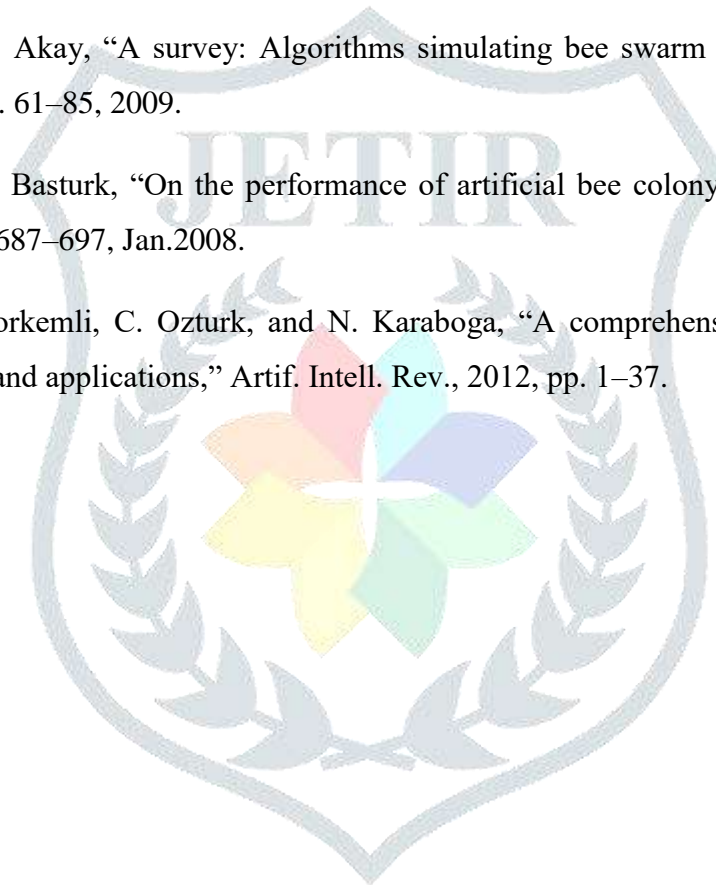 Akay, “A survey: Algorithms simulating bee swarm
. 61–85, 2009.
JETIR
Basturk, “On the performance of artificial bee colony
687–697, Jan.2008.
orkemli, C. Ozturk, and N. Karaboga, “A comprehens
and applications,” Artif. Intell. Rev., 2012, pp. 1–37.